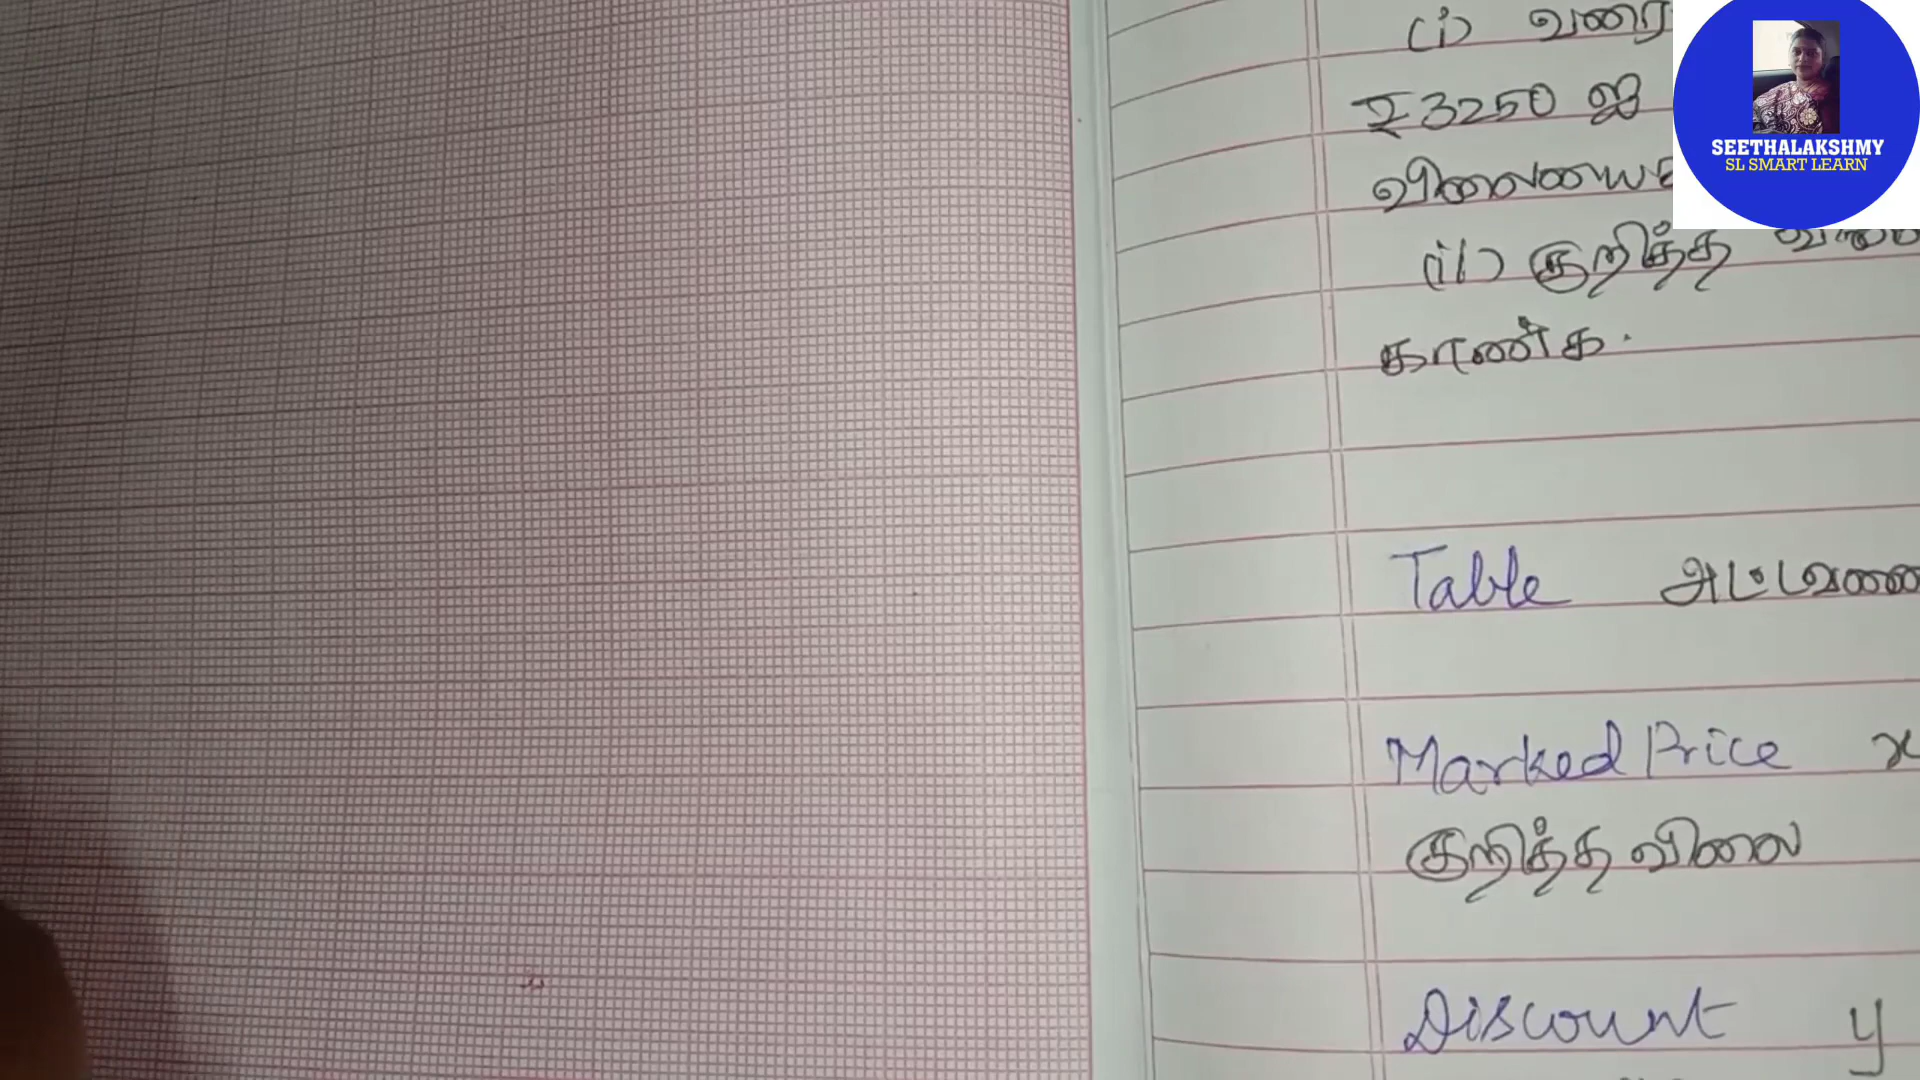 (i) வரை
₹3250 ஐ
விலைய
(ii) குறித்த
காண்க.
Table அட்டவணை
Marked Price x
குறித்த விலை
Discount y
SEETHALAKSHMY
SL SMART LEARN